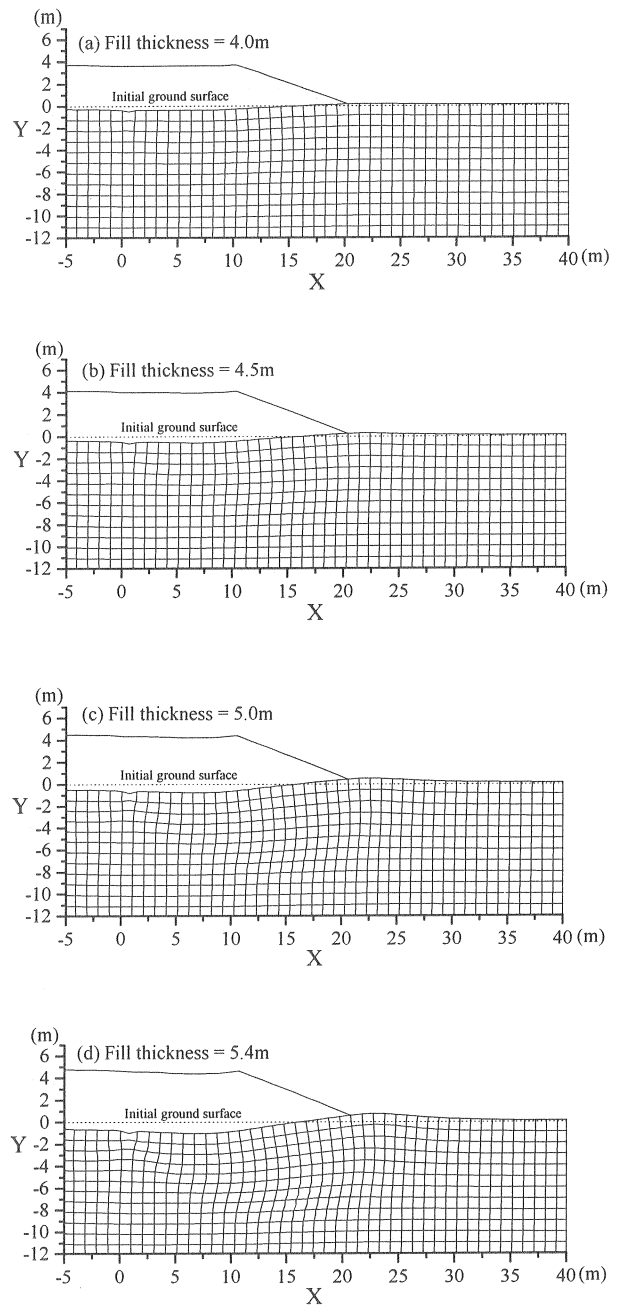 (m)
(a) Fill thickness = 4.0m
6
4
2
Initial ground surface
0
Y
-2
-4
-6
-8
-10
-12
-5 0 5 10 15 20 25 30 35 40 (m)
X
(m)
(b) Fill thickness = 4.5m
6
4
2
Initial ground surface
0
Y
-2
-4
-6
-8
-10
-12
-5 0 5 10 15 20 25 30 35 40 (m)
X
(m)
(c) Fill thickness = 5.0m
6
4
2
Initial ground surface
0
Y
-2
-4
-6
-8
-10
-12
-5 0 5 10 15 20 25 30 35 40 (m)
X
(m)
(d) Fill thickness = 5.4m
6
4
2
Initial ground surface
0
Y
-2
-4
-6
-8
-10
-12
-5 0 5 10 15 20 25 30 35 40 (m)
X